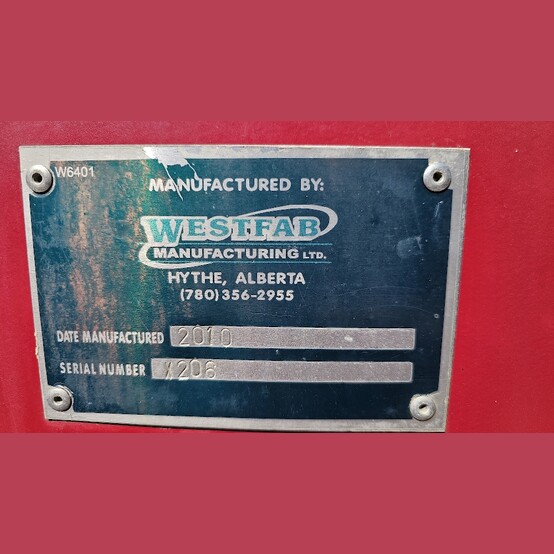 W6401
MANUFACTURED BY:
WESTFAB
MANUFACTURING LTD.
HYTHE, ALBERTA
(780) 356-2955
DATE MANUFACTURED 2010
SERIAL NUMBER X206